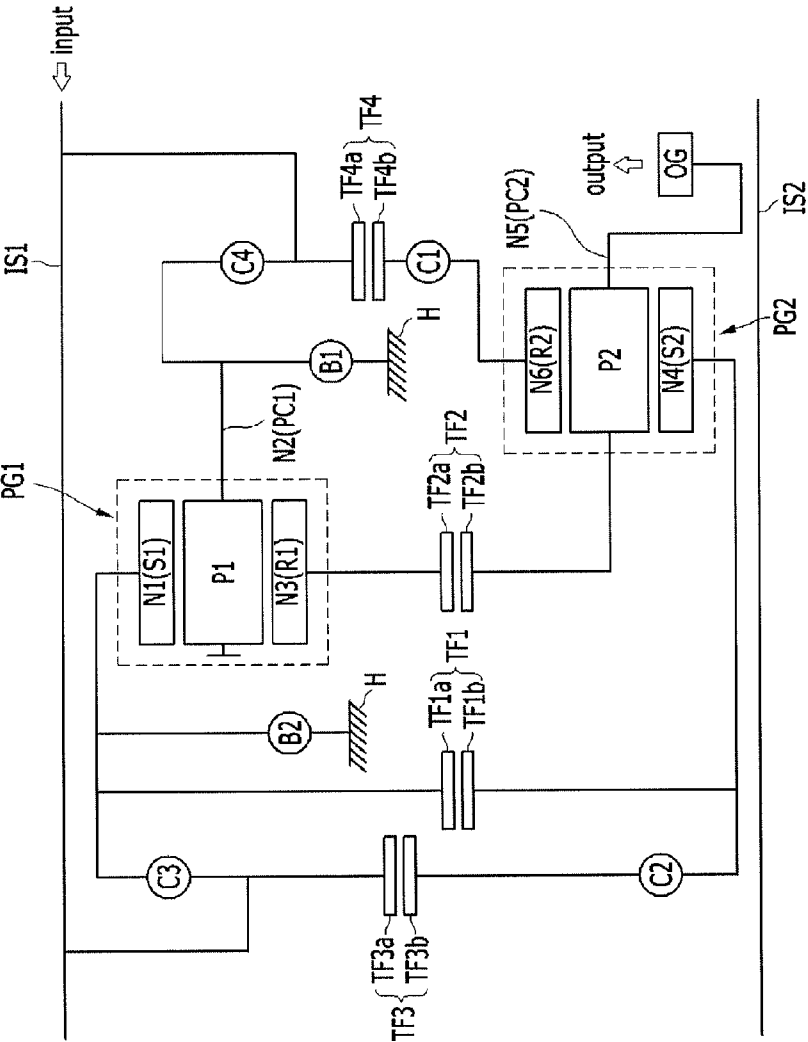 input
IS1
TF4
TF4a
TF4b
C4
C1
output
OG
IS2
N5(PC2)
N6(R2)
P2
N4(S2)
PG2
B1
H
N2(PC1)
PG1
N1(S1)
P1
N3(R1)
TF2
TF2a
TF2b
TF1
TF1a
TF1b
B2
H
C3
C2
TF3a
TF3b
TF3